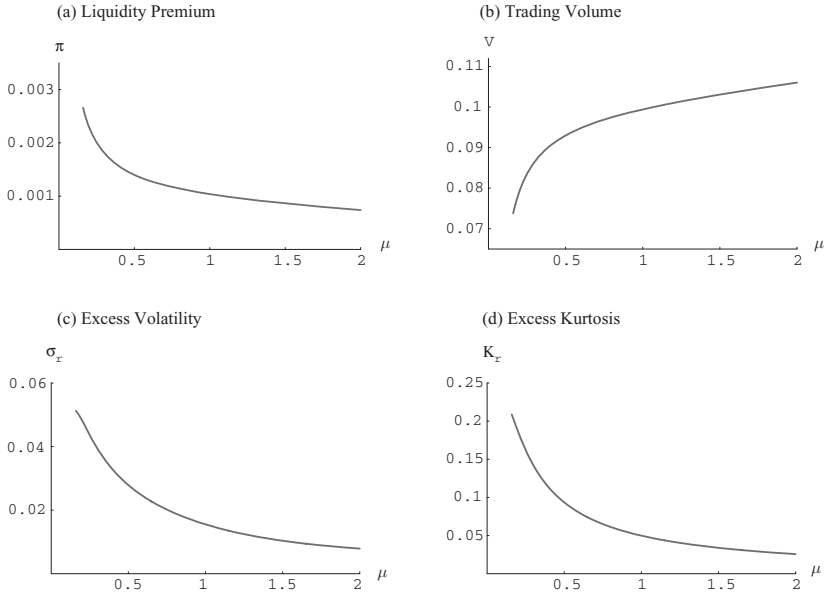 (a) Liquidity Premium
π
0.003
0.002
0.001
0.5
1
1.5
2
μ
(b) Trading Volume
V
0.11
0.1
0.09
0.08
0.07
0.5
1
1.5
2
μ
(c) Excess Volatility
σr
0.06
0.04
0.02
0.5
1
1.5
2
μ
(d) Excess Kurtosis
Kr
0.25
0.2
0.15
0.1
0.05
0.5
1
1.5
2
μ